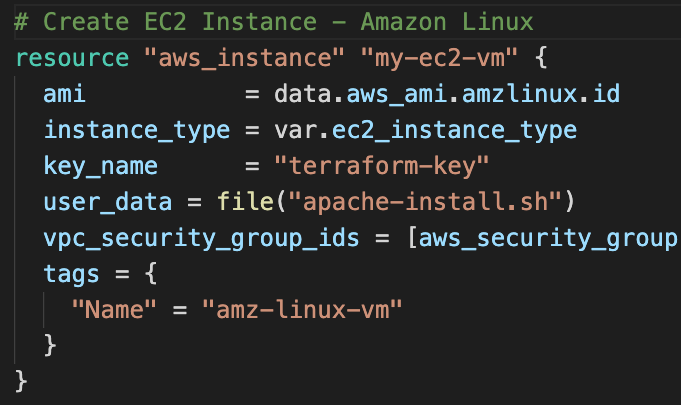 # Create EC2 Instance - Amazon Linux
resource "aws_instance" "my-ec2-vm" {
  ami           = data.aws_ami.amzlinux.id
  instance_type = var.ec2_instance_type
  key_name      = "terraform-key"
  user_data = file("apache-install.sh")
  vpc_security_group_ids = [aws_security_group
  tags = {
    "Name" = "amz-linux-vm"
  }
}